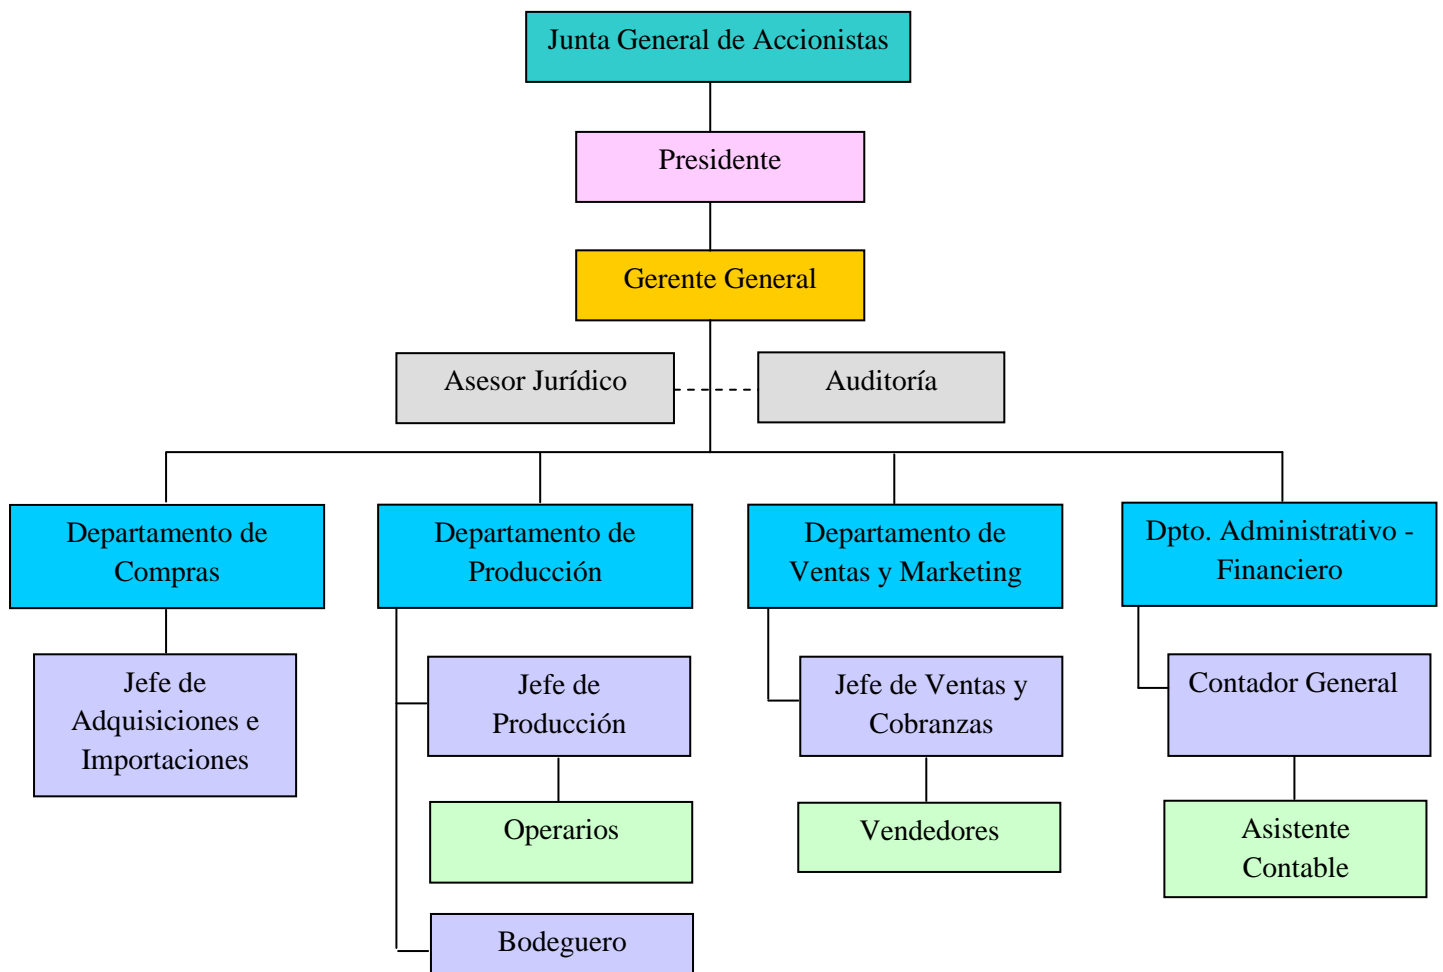 Junta General de Accionistas
Presidente
Gerente General
Asesor Jurídico
Auditoría
Departamento de
Compras
Departamento de
Producción
Departamento de
Ventas y Marketing
Dpto. Administrativo -
Financiero
Jefe de
Adquisiciones e
Importaciones
Jefe de
Producción
Jefe de Ventas y
Cobranzas
Contador General
Operarios
Vendedores
Asistente
Contable
Bodeguero